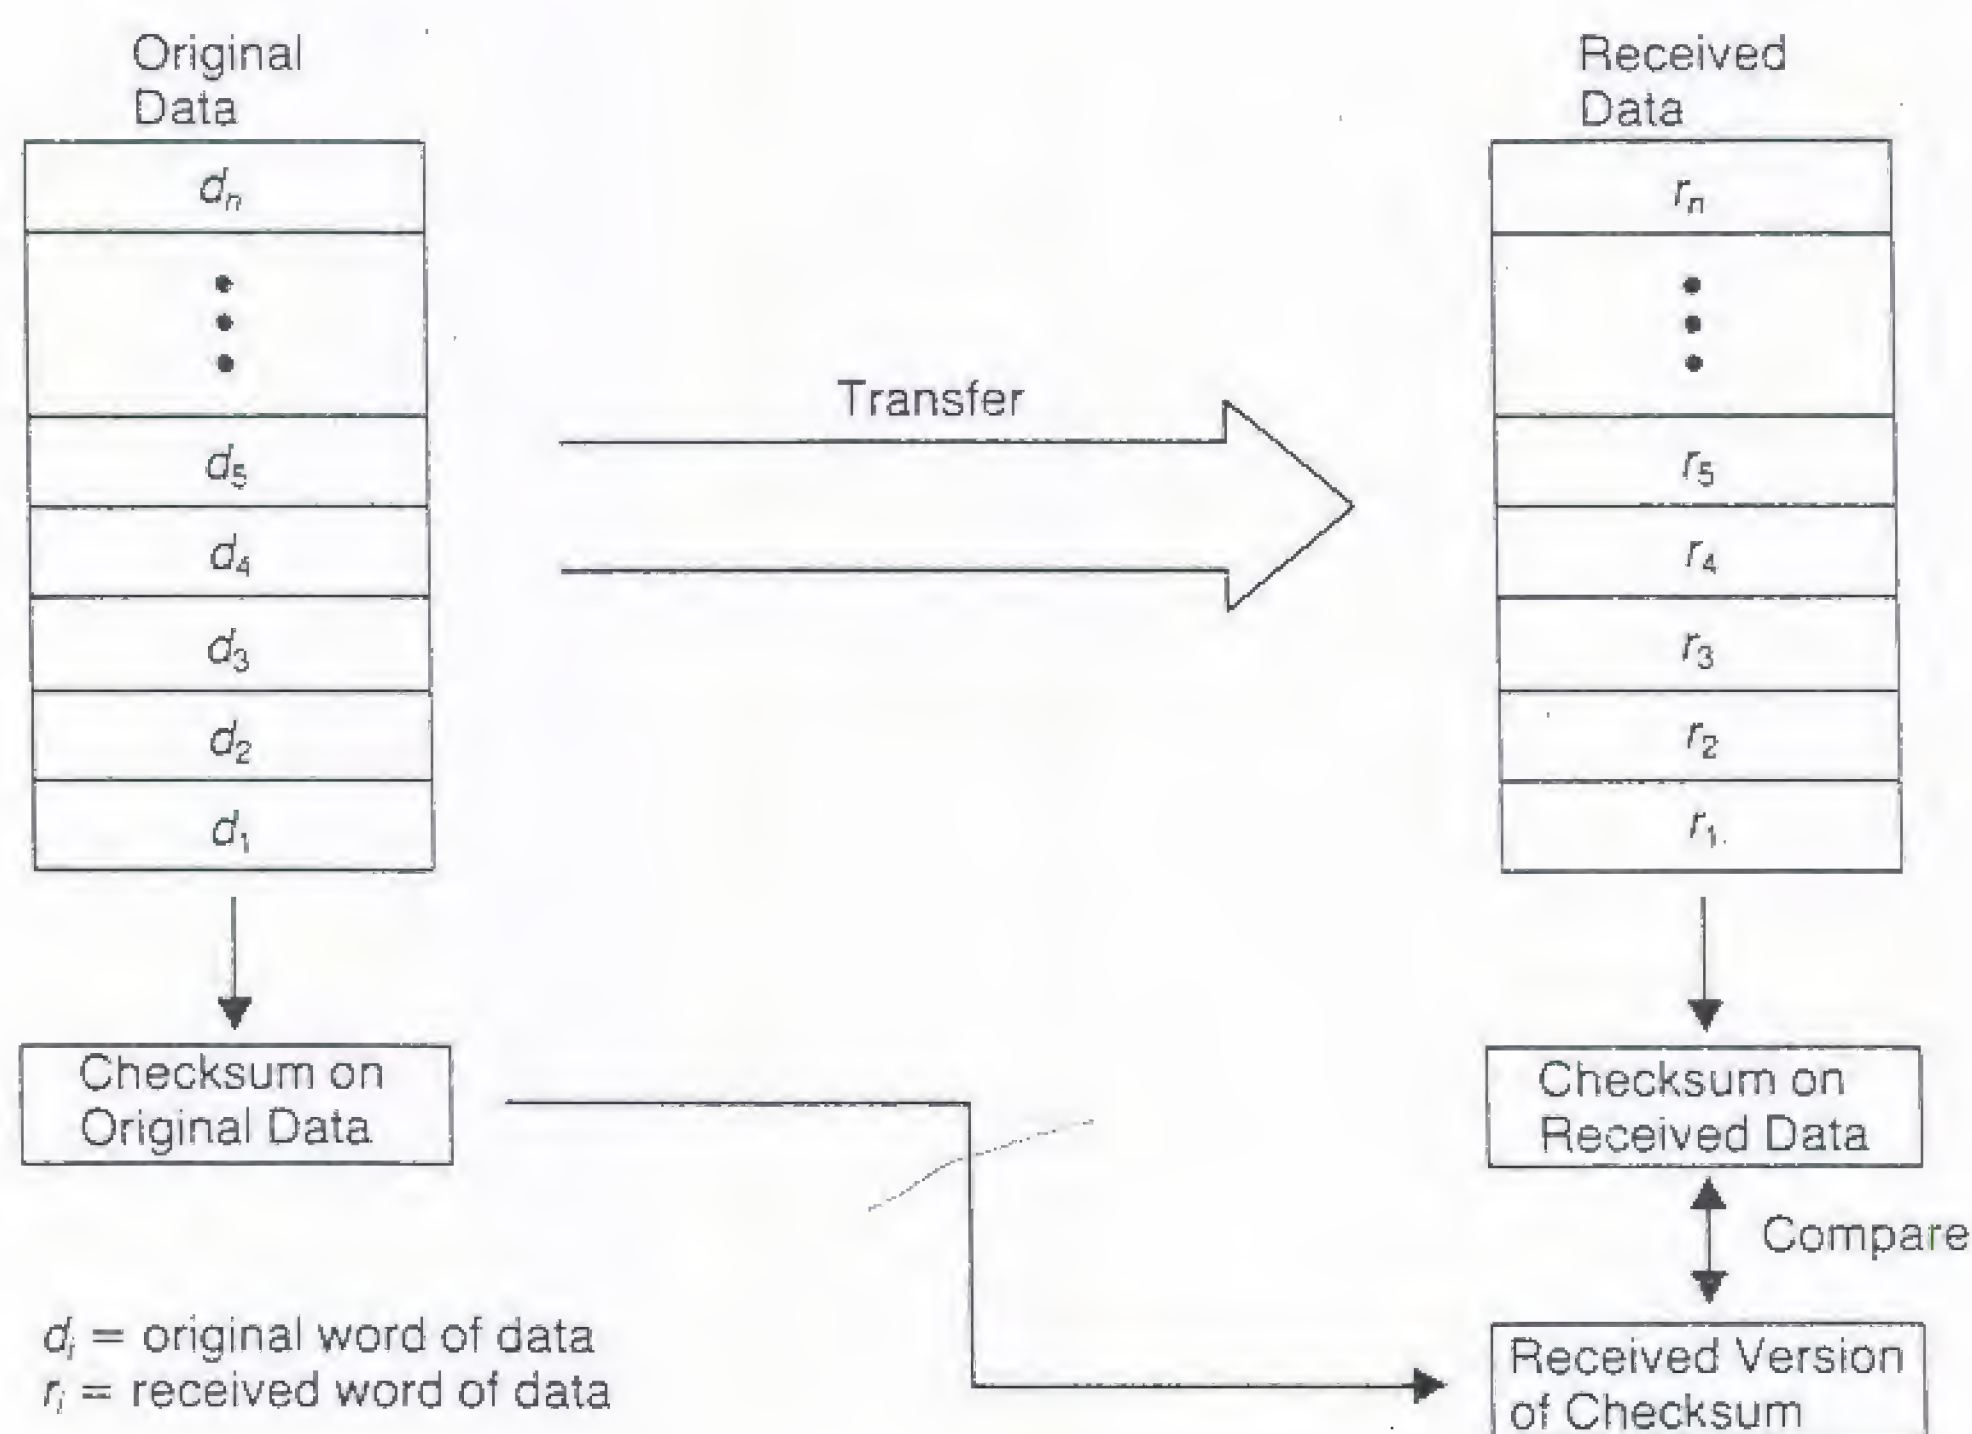 Original
Data
dₙ
d₅
d₄
d₃
d₂
d₁
Checksum on
Original Data
Transfer
Received
Data
rₙ
r₅
r₄
r₃
r₂
r₁
Checksum on
Received Data
Compare
Received Version
of Checksum
dᵢ = original word of data
rᵢ = received word of data